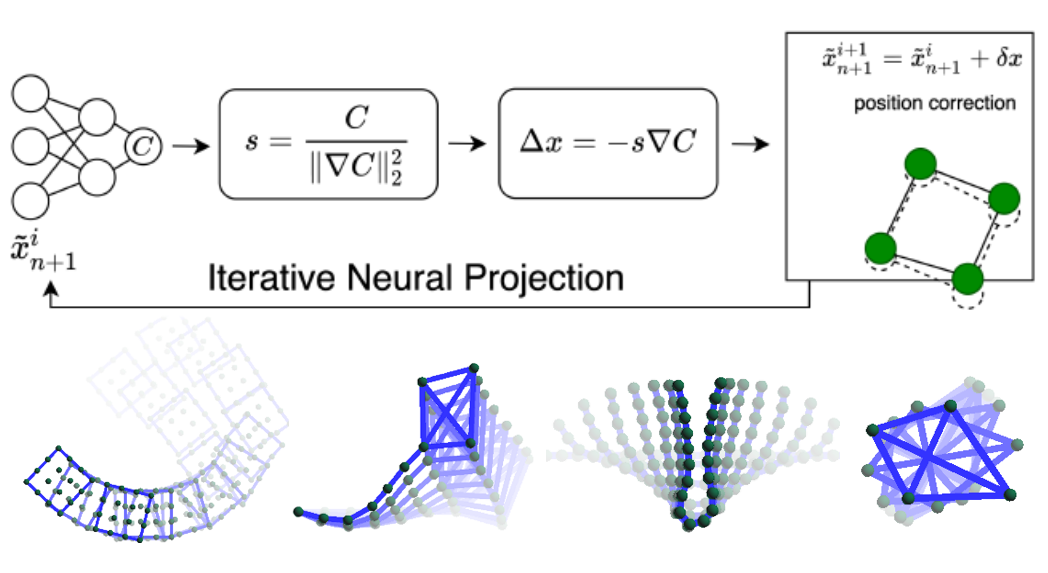 C
s = \frac{C}{\|\nabla C\|_2^2}
\Delta x = -s\nabla C
\tilde{x}_{n+1}^{i+1} = \tilde{x}_{n+1}^{i} + \delta x
position correction
\tilde{x}_{n+1}^{i}
Iterative Neural Projection